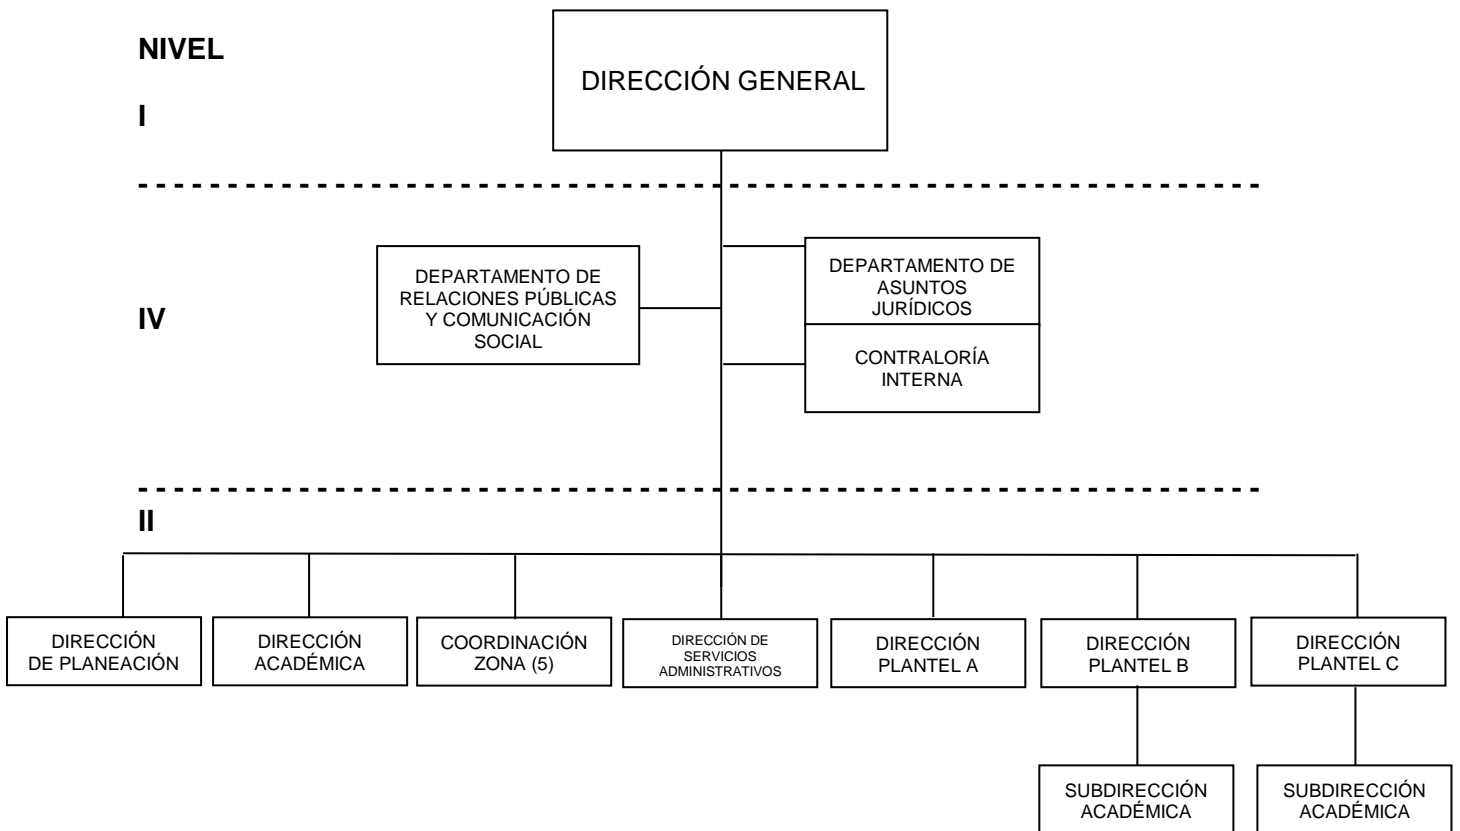 NIVEL
DIRECCIÓN GENERAL
I
DEPARTAMENTO DE
RELACIONES PÚBLICAS
Y COMUNICACIÓN
SOCIAL
DEPARTAMENTO DE
ASUNTOS
JURÍDICOS
IV
CONTRALORÍA
INTERNA
II
DIRECCIÓN
DE PLANEACIÓN
DIRECCIÓN
ACADÉMICA
COORDINACIÓN
ZONA (5)
DIRECCIÓN DE
SERVICIOS
ADMINISTRATIVOS
DIRECCIÓN
PLANTEL A
DIRECCIÓN
PLANTEL B
DIRECCIÓN
PLANTEL C
SUBDIRECCIÓN
ACADÉMICA
SUBDIRECCIÓN
ACADÉMICA